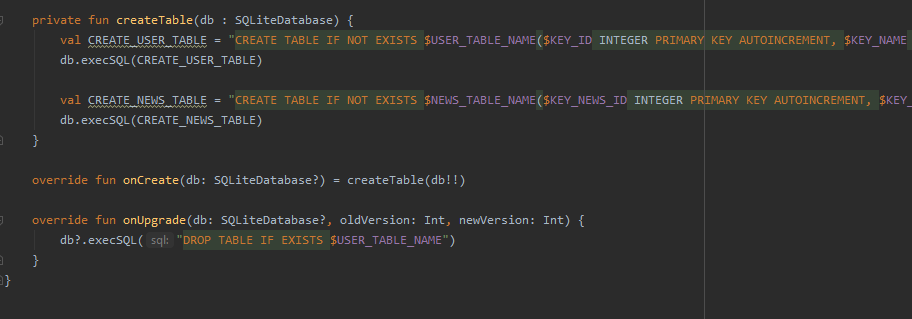 private fun createTable(db : SQLiteDatabase) {
val CREATE_USER_TABLE = "CREATE TABLE IF NOT EXISTS $USER_TABLE_NAME($KEY_ID INTEGER PRIMARY KEY AUTOINCREMENT, $KEY_NAME
db.execSQL(CREATE_USER_TABLE)
val CREATE_NEWS_TABLE = "CREATE TABLE IF NOT EXISTS $NEWS_TABLE_NAME($KEY_NEWS_ID INTEGER PRIMARY KEY AUTOINCREMENT, $KEY_
db.execSQL(CREATE_NEWS_TABLE)
}
override fun onCreate(db: SQLiteDatabase?) = createTable(db!!)
override fun onUpgrade(db: SQLiteDatabase?, oldVersion: Int, newVersion: Int) {
db?.execSQL( sql: "DROP TABLE IF EXISTS $USER_TABLE_NAME")
}
}